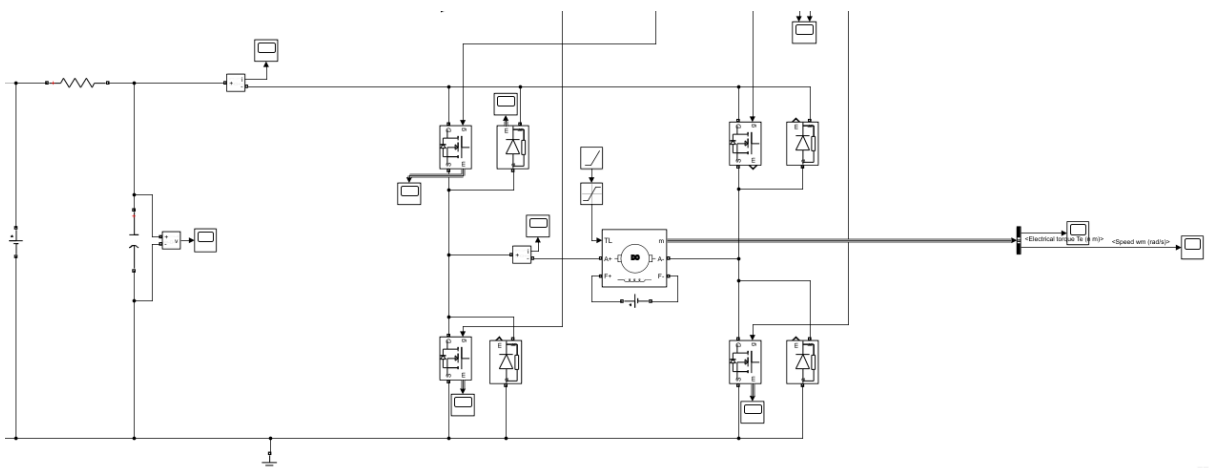 +
i
-
g
D
E
S
E
g
D
E
S
E
+
-
v
i
+
-
TL
m
A+
DC
A-
F+
F-
+
<Electrical torque Te (n m)>
<Speed wm (rad/s)>
g
D
E
S
E
g
D
E
S
E